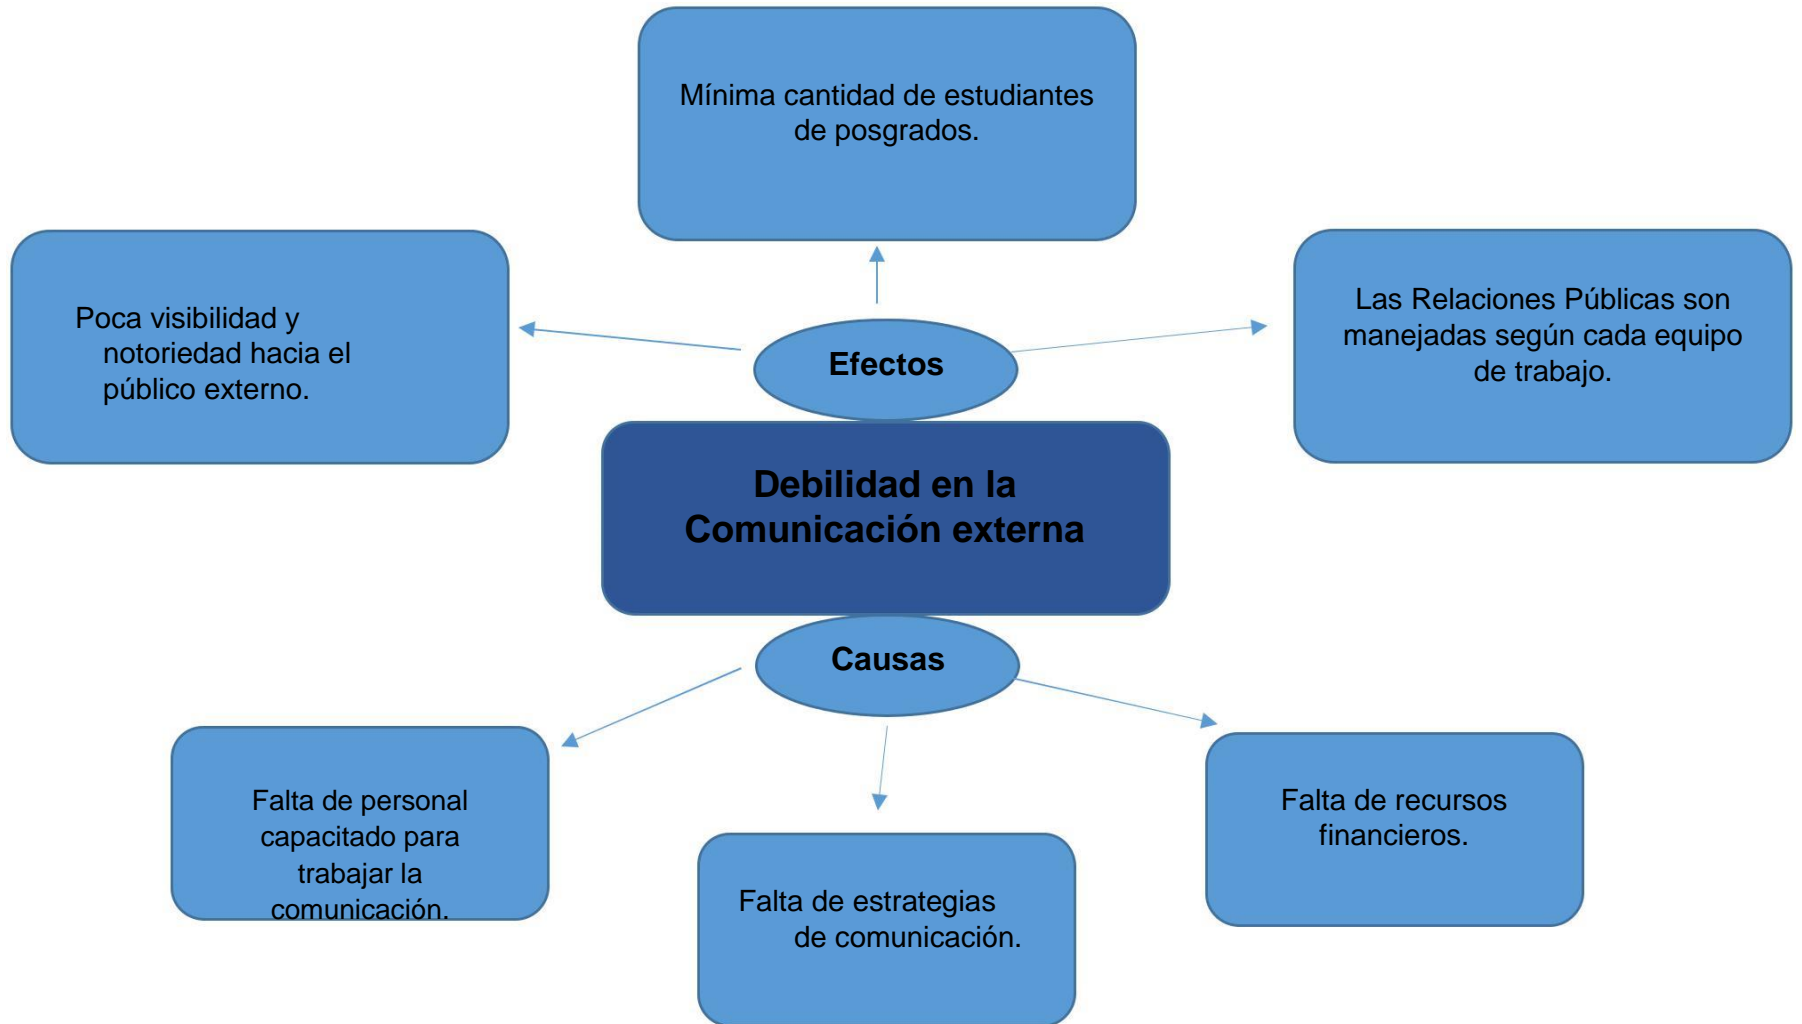 Mínima cantidad de estudiantes
de posgrados.
Poca visibilidad y
notoriedad hacia el
público externo.
Las Relaciones Públicas son
manejadas según cada equipo
de trabajo.
Efectos
Debilidad en la
Comunicación externa
Causas
Falta de personal
capacitado para
trabajar la
comunicación.
Falta de estrategias
de comunicación.
Falta de recursos
financieros.